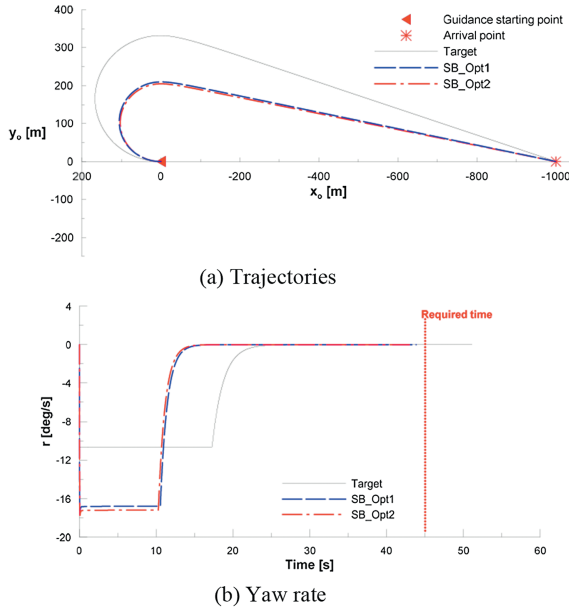 400
300
200
100
0
-100
-200
y₀ [m]
200
0
-200
-400
-600
-800
-1000
x₀ [m]
Guidance starting point
Arrival point
Target
SB_Opt1
SB_Opt2
(a) Trajectories
4
0
-4
-8
-12
-16
-20
r [deg/s]
Required time
Target
SB_Opt1
SB_Opt2
0
10
20
30
40
50
60
Time [s]
(b) Yaw rate